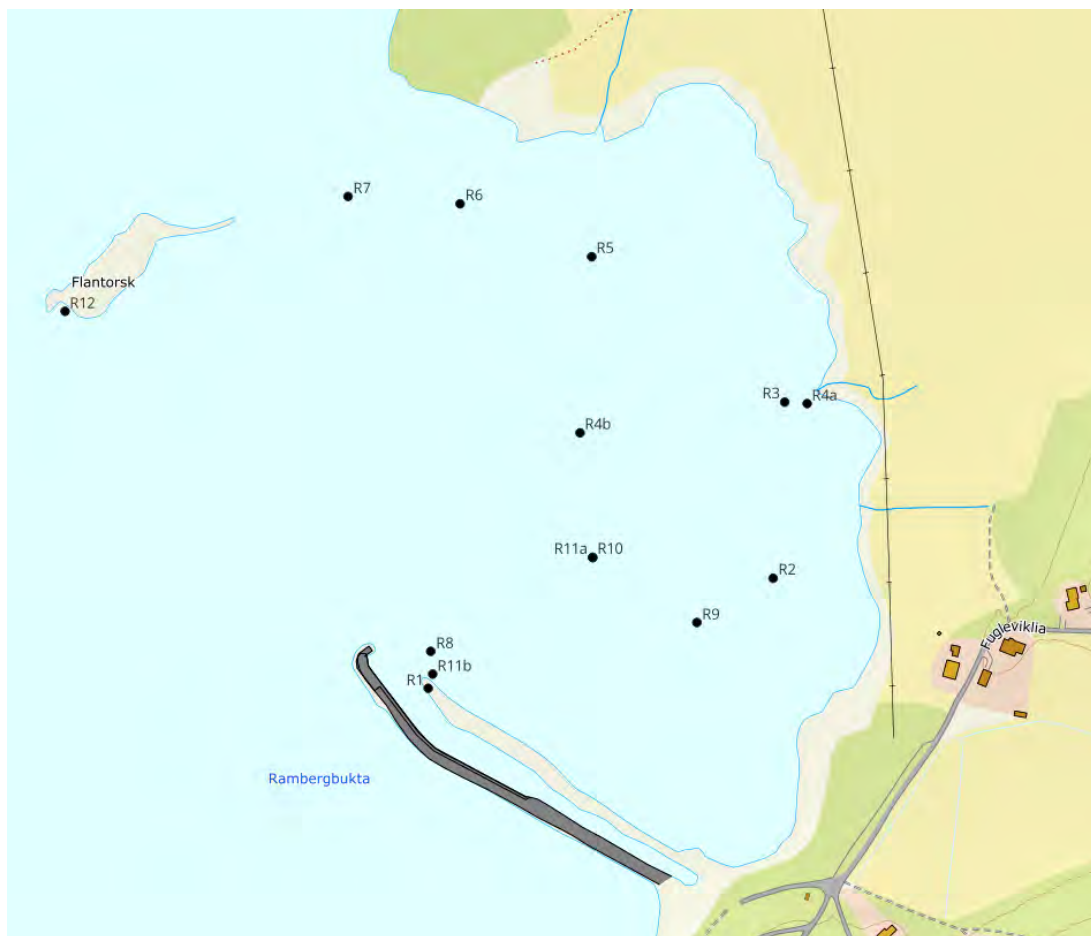 R7
R6
R5
Flantorsk
R12
R3
R4a
R4b
R11a
R10
R2
R9
Fugleviklia
R8
R11b
R1
Rambergbukta